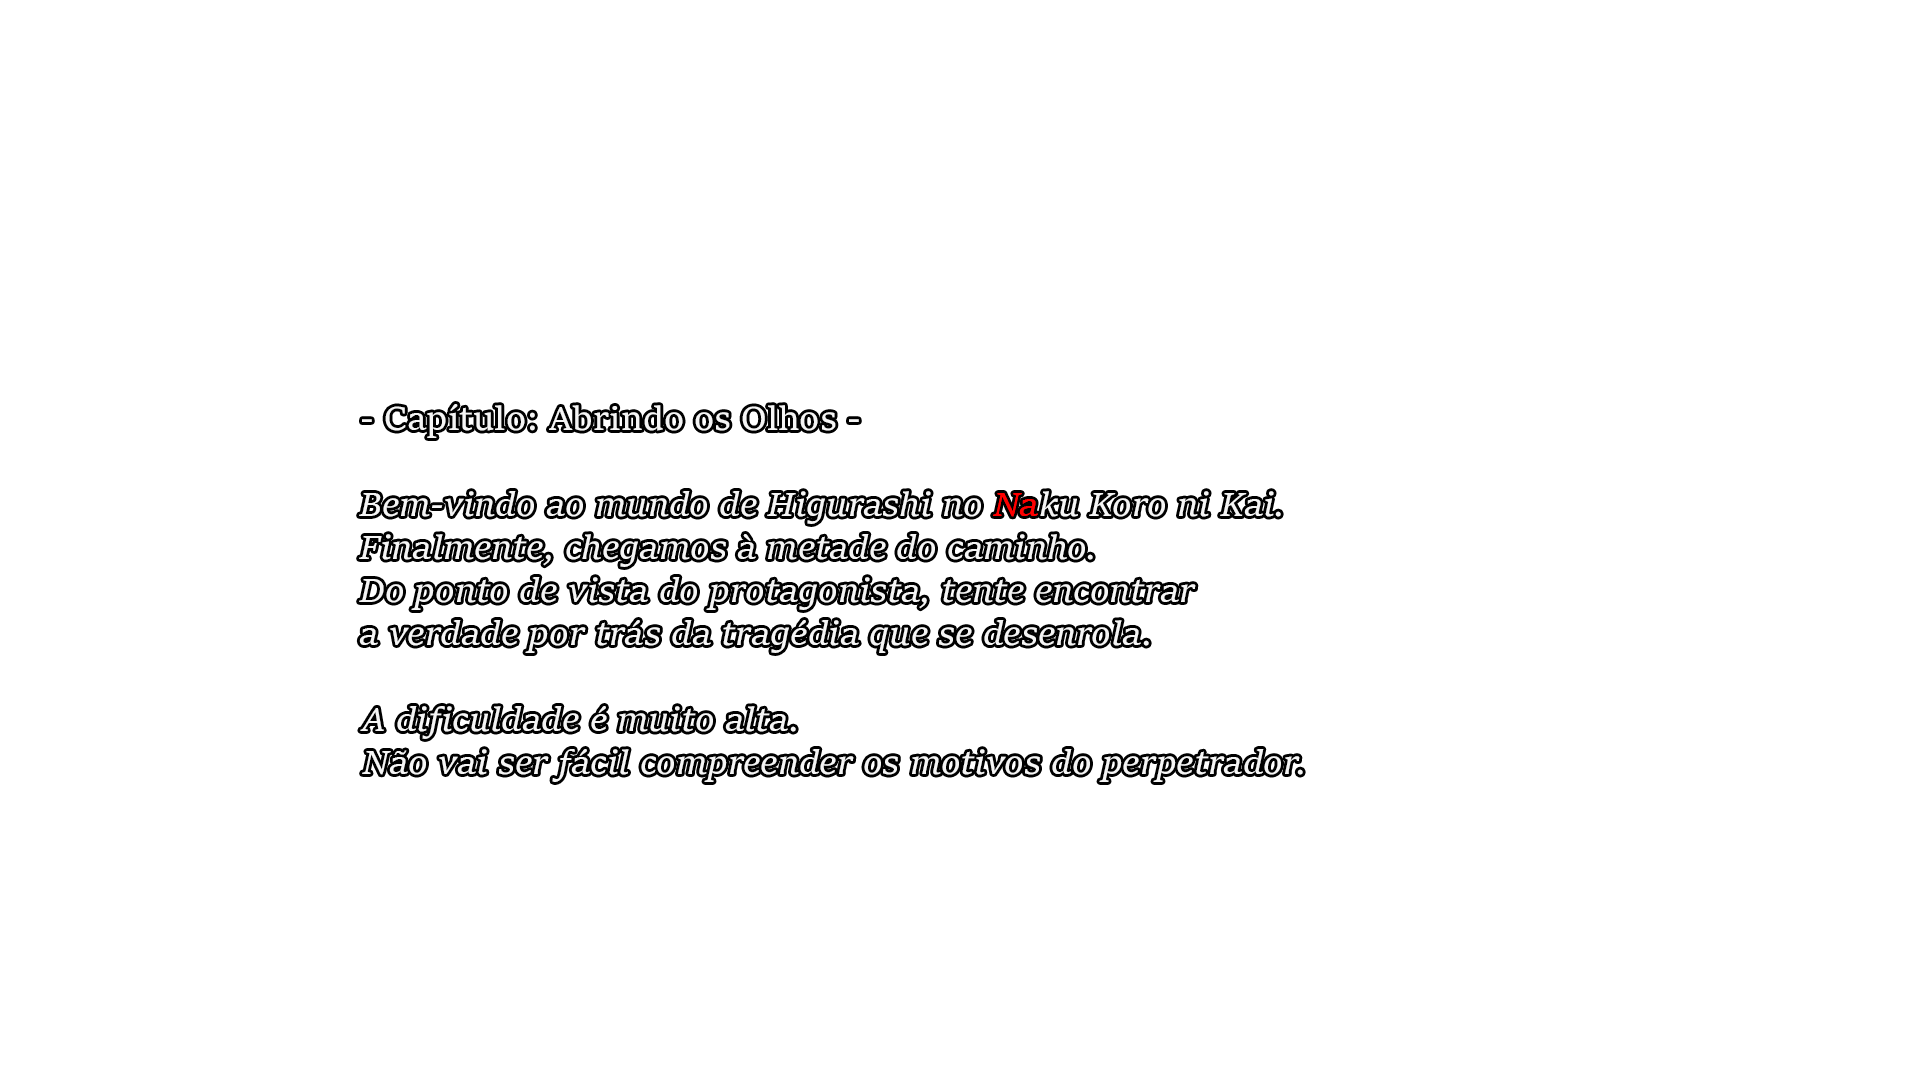 - Capítulo: Abrindo os Olhos -
Bem-vindo ao mundo de Higurashi no Naku Koro ni Kai.
Finalmente, chegamos à metade do caminho.
Do ponto de vista do protagonista, tente encontrar
a verdade por trás da tragédia que se desenrola.
A dificuldade é muito alta.
Não vai ser fácil compreender os motivos do perpetrador.